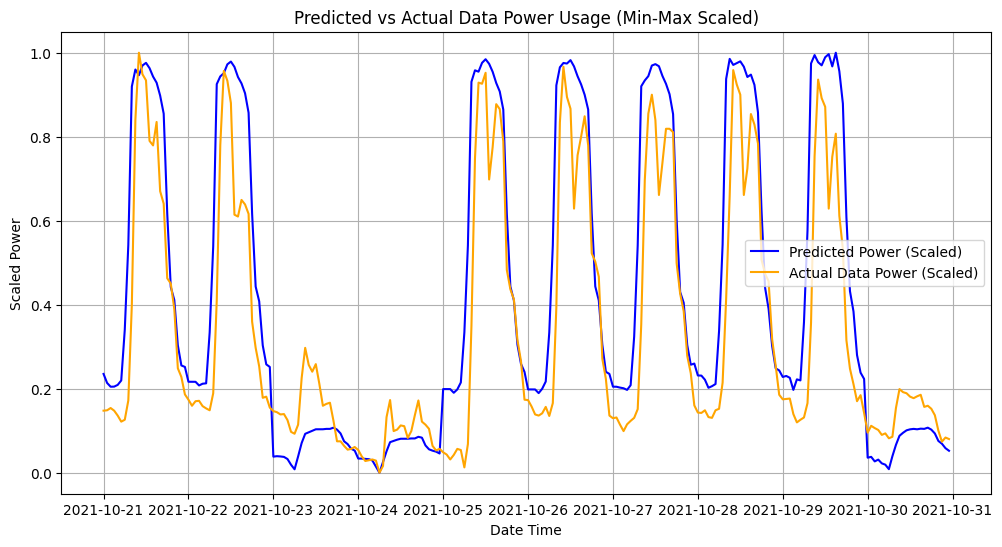 Predicted vs Actual Data Power Usage (Min-Max Scaled)
1.0
0.8
0.6
0.4
0.2
0.0
Scaled Power
Predicted Power (Scaled)
Actual Data Power (Scaled)
2021-10-21 2021-10-22 2021-10-23 2021-10-24 2021-10-25 2021-10-26 2021-10-27 2021-10-28 2021-10-29 2021-10-30 2021-10-31
Date Time